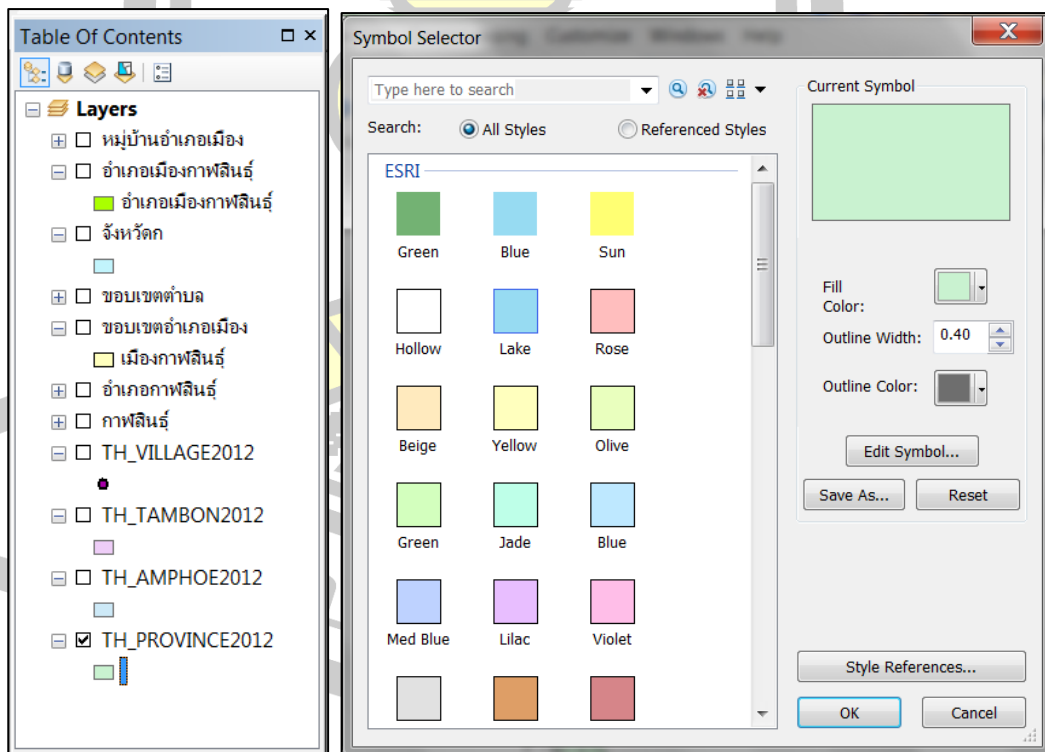 Table Of Contents
Layers
หมู่บ้านอำเภอเมือง
อำเภอเมืองกาฬสินธุ์
อำเภอเมืองกาฬสินธุ์
จังหวัดก
ขอบเขตตำบล
ขอบเขตอำเภอเมือง
เมืองกาฬสินธุ์
อำเภอกาฬสินธุ์
กาฬสินธุ์
TH_VILLAGE2012
TH_TAMBON2012
TH_AMPHOE2012
TH_PROVINCE2012
Symbol Selector
Customize Windows Help
Type here to search
Search: All Styles Referenced Styles
ESRI
Green Blue Sun
Hollow Lake Rose
Beige Yellow Olive
Green Jade Blue
Med Blue Lilac Violet
Current Symbol
Fill
Color:
Outline Width: 0.40
Outline Color:
Edit Symbol...
Save As... Reset
Style References...
OK Cancel